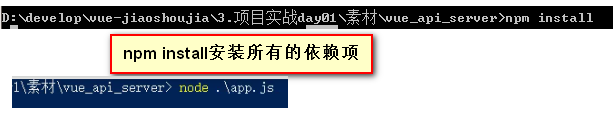 D:\develop\vue-jiaoshoujia\3.项目实战day01\素材\vue_api_server>npm install
npm install安装所有的依赖项
1\素材\vue_api_server> node .\app.js